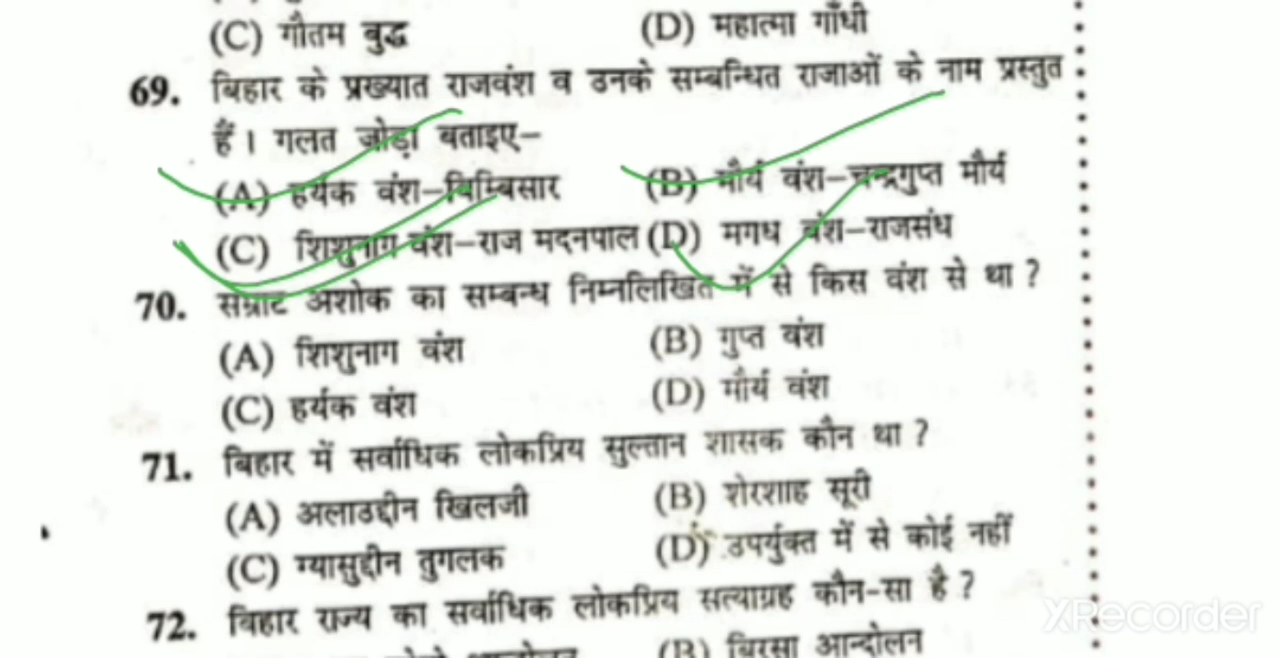 (C) गौतम बुद्ध (D) महात्मा गाँधी
69. बिहार के प्रख्यात राजवंश व उनके सम्बन्धित राजाओं के नाम प्रस्तुत
हैं। गलत जोड़ा बताइए–
(A) हर्यक वंश–बिम्बिसार (B) मौर्य वंश–चन्द्रगुप्त मौर्य
(C) शिशुनाग वंश–राज मदनपाल (D) मगध वंश–राजसंध
70. सम्राट अशोक का सम्बन्ध निम्नलिखित में से किस वंश से था ?
(A) शिशुनाग वंश (B) गुप्त वंश
(C) हर्यक वंश (D) मौर्य वंश
71. बिहार में सर्वाधिक लोकप्रिय सुल्तान शासक कौन था ?
(A) अलाउद्दीन खिलजी (B) शेरशाह सूरी
(C) ग्यासुद्दीन तुगलक (D) उपर्युक्त में से कोई नहीं
72. बिहार राज्य का सर्वाधिक लोकप्रिय सत्याग्रह कौन-सा है ?
(B) बिरसा आन्दोलन
XRecorder